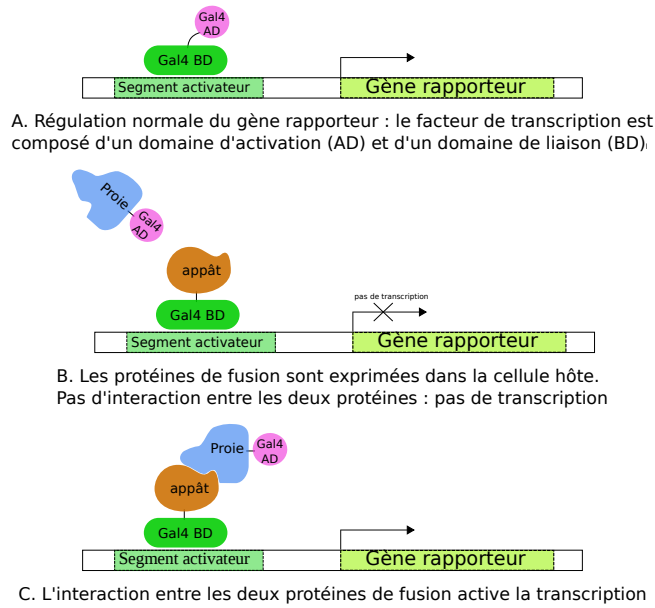 Gal4
AD
Gal4 BD
Segment activateur
Gène rapporteur
A. Régulation normale du gène rapporteur : le facteur de transcription est
composé d'un domaine d'activation (AD) et d'un domaine de liaison (BD).
Proie
Gal4
AD
appât
pas de transcription
Gal4 BD
Segment activateur
Gène rapporteur
B. Les protéines de fusion sont exprimées dans la cellule hôte.
Pas d'interaction entre les deux protéines : pas de transcription
Proie
Gal4
AD
appât
Gal4 BD
Segment activateur
Gène rapporteur
C. L'interaction entre les deux protéines de fusion active la transcription